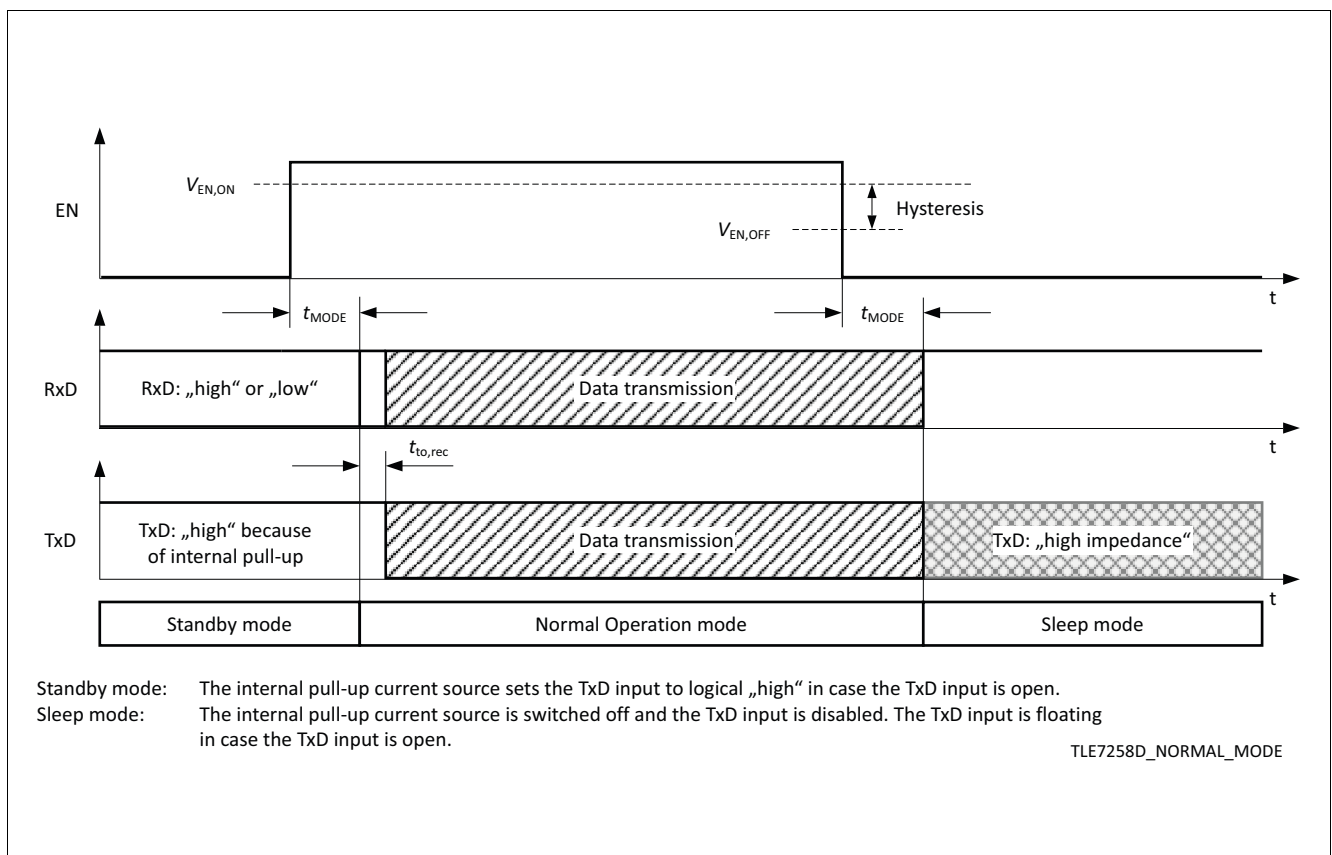 V_EN,ON
EN
Hysteresis
V_EN,OFF
t
t_MODE
t_MODE
RxD
RxD: „high“ or „low“
Data transmission
t
t_to,rec
TxD
TxD: „high“ because
of internal pull-up
Data transmission
TxD: „high impedance“
t
Standby mode
Normal Operation mode
Sleep mode
Standby mode: The internal pull-up current source sets the TxD input to logical „high“ in case the TxD input is open.
Sleep mode: The internal pull-up current source is switched off and the TxD input is disabled. The TxD input is floating
in case the TxD input is open.
TLE7258D_NORMAL_MODE